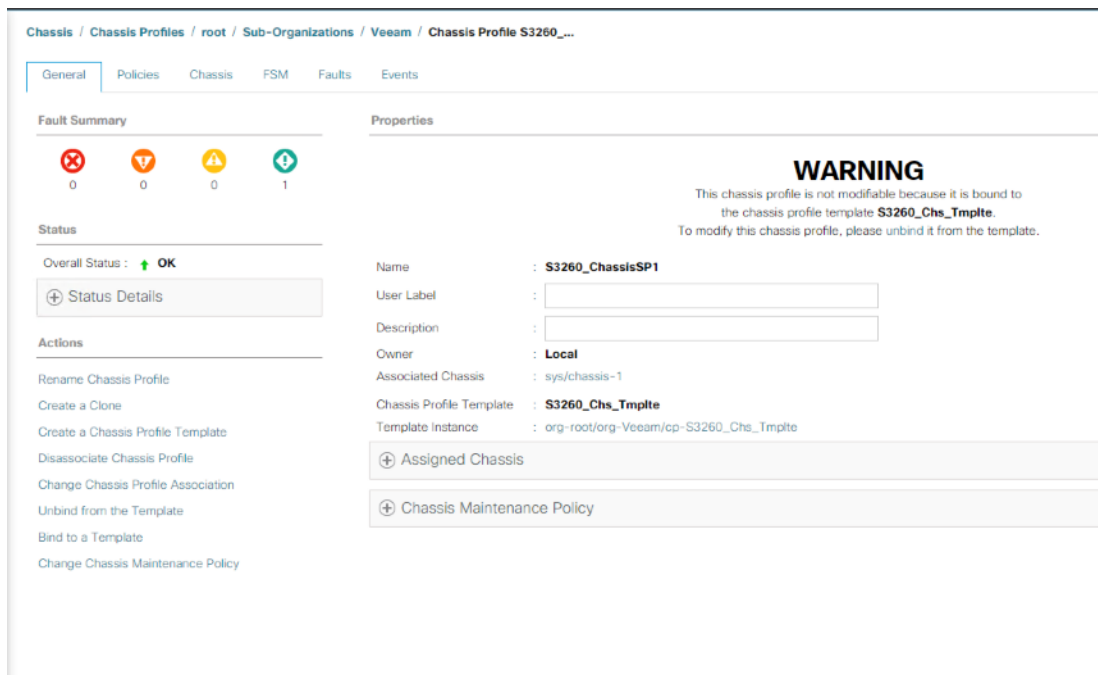 Chassis / Chassis Profiles / root / Sub-Organizations / Veeam / Chassis Profile S3260_...
General Policies Chassis FSM Faults Events
Fault Summary
0 0 0 1
Status
Overall Status : OK
Status Details
Actions
Rename Chassis Profile
Create a Clone
Create a Chassis Profile Template
Disassociate Chassis Profile
Change Chassis Profile Association
Unbind from the Template
Bind to a Template
Change Chassis Maintenance Policy
Properties
WARNING
This chassis profile is not modifiable because it is bound to
the chassis profile template S3260_Chs_Tmplte.
To modify this chassis profile, please unbind it from the template.
Name : S3260_ChassisSP1
User Label :
Description :
Owner : Local
Associated Chassis : sys/chassis-1
Chassis Profile Template : S3260_Chs_Tmplte
Template Instance : org-root/org-Veeam/cp-S3260_Chs_Tmplte
Assigned Chassis
Chassis Maintenance Policy